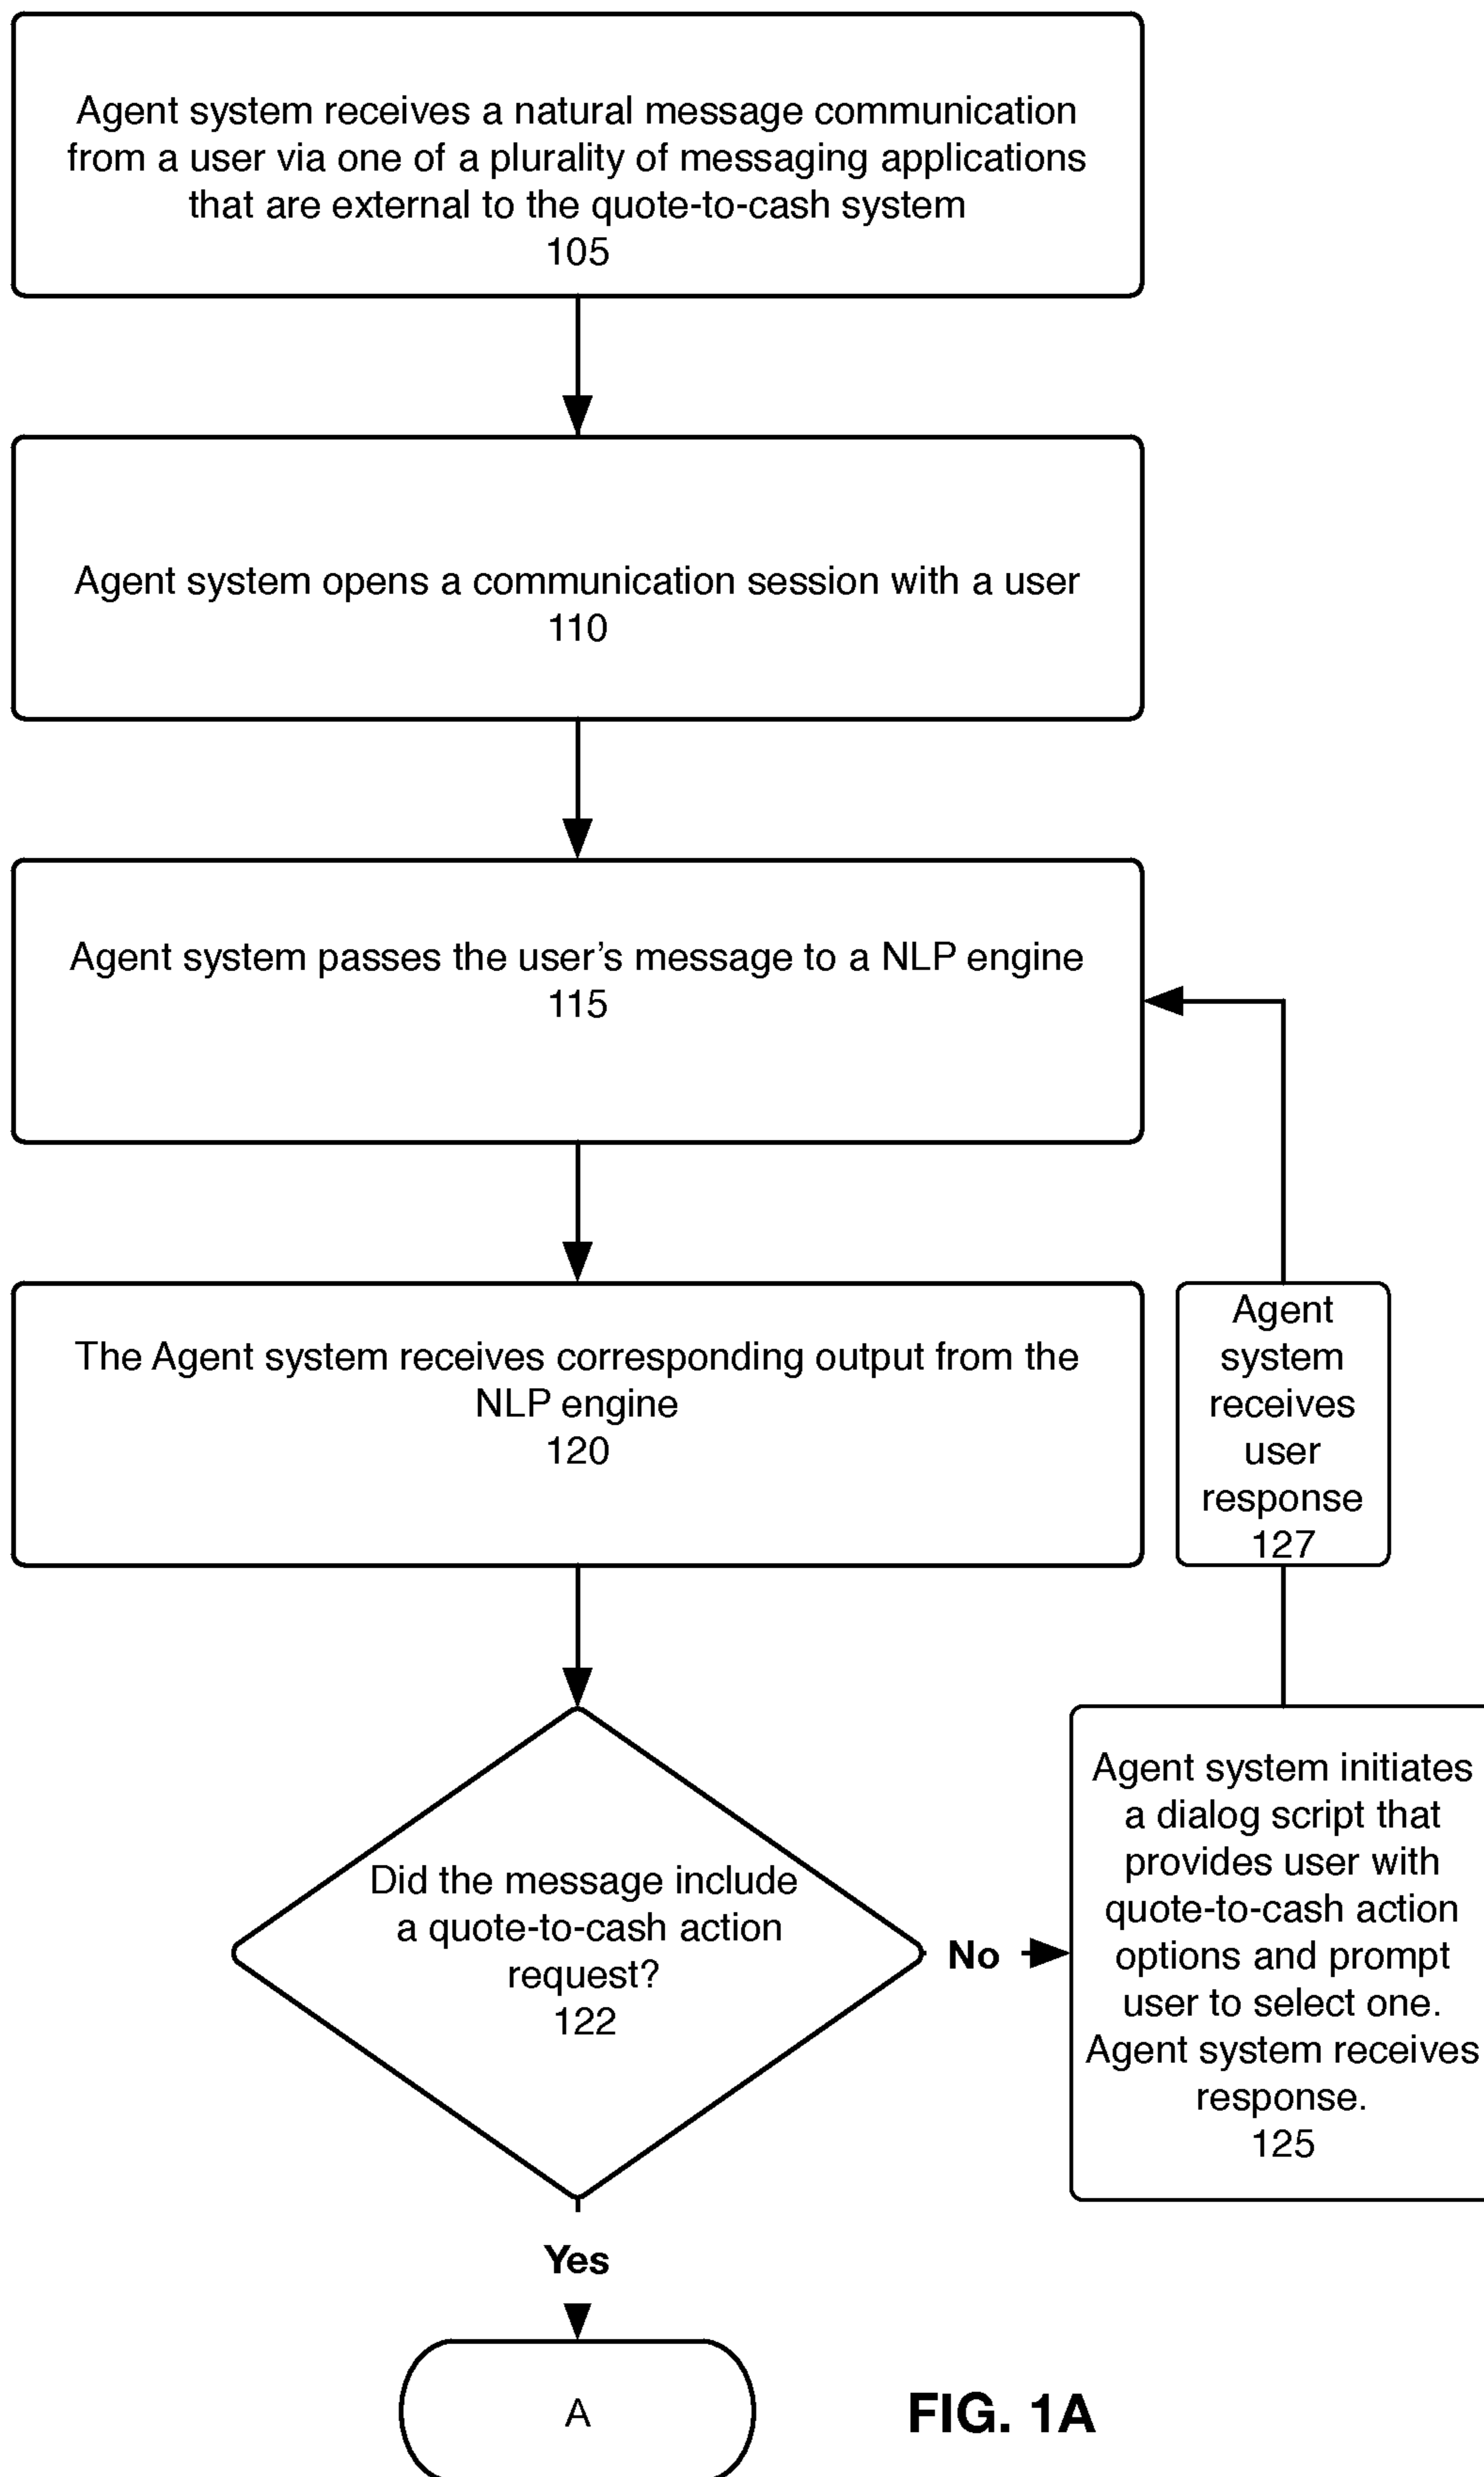 Agent system receives a natural message communication
from a user via one of a plurality of messaging applications
that are external to the quote-to-cash system
105
Agent system opens a communication session with a user
110
Agent system passes the user’s message to a NLP engine
115
The Agent system receives corresponding output from the
NLP engine
120
Agent
system
receives
user
response
127
Did the message include
a quote-to-cash action
request?
122
No
Agent system initiates
a dialog script that
provides user with
quote-to-cash action
options and prompt
user to select one.
Agent system receives
response.
125
Yes
A
FIG. 1A